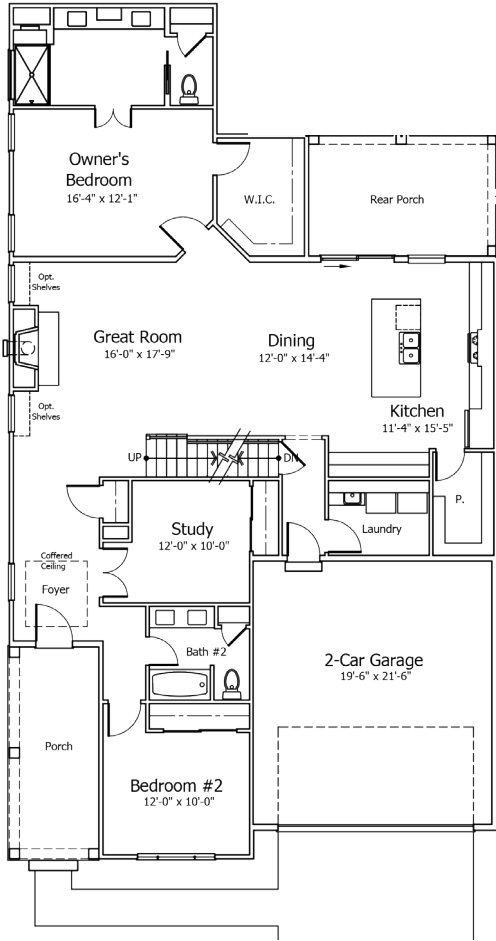 Owner's
Bedroom
16'-4" x 12'-1"
W.I.C.
Rear Porch
Opt.
Shelves
Great Room
16'-0" x 17'-9"
Dining
12'-0" x 14'-4"
Opt.
Shelves
Kitchen
11'-4" x 15'-5"
UP
DN
P.
Study
12'-0" x 10'-0"
Laundry
Coffered
Ceiling
Foyer
Bath #2
2-Car Garage
19'-6" x 21'-6"
Porch
Bedroom #2
12'-0" x 10'-0"